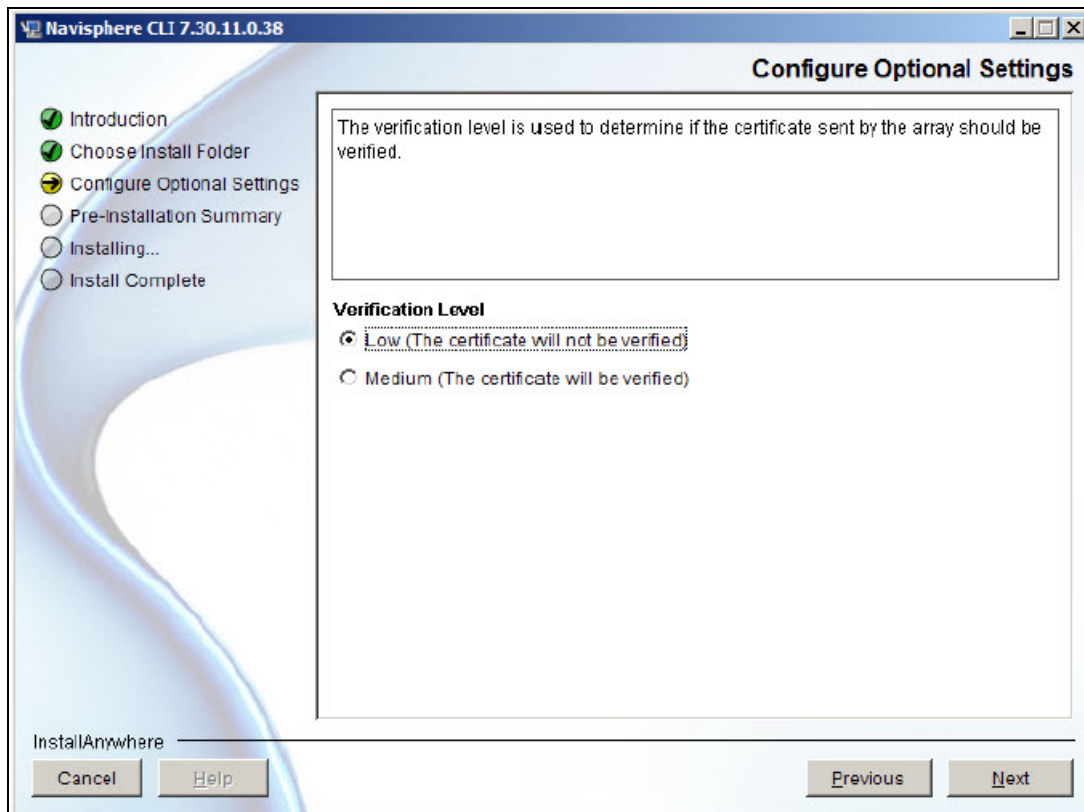 Navisphere CLI 7.30.11.0.38
Configure Optional Settings
Introduction
Choose Install Folder
Configure Optional Settings
Pre-Installation Summary
Installing...
Install Complete
The verification level is used to determine if the certificate sent by the array should be
verified.
Verification Level
Low (The certificate will not be verified)
Medium (The certificate will be verified)
InstallAnywhere
Cancel
Help
Previous
Next